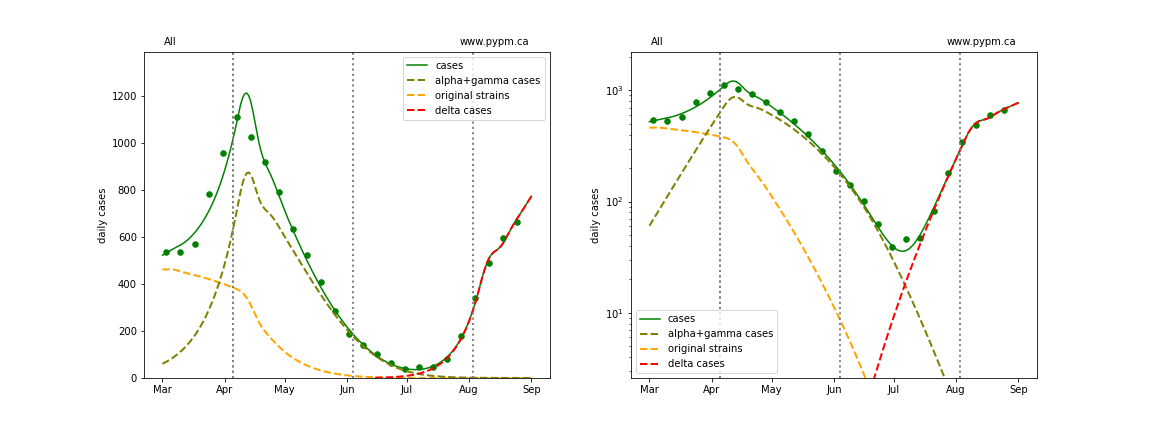 All
www.pypm.ca
cases
alpha+gamma cases
original strains
delta cases
daily cases
1200
1000
800
600
400
200
0
Mar
Apr
May
Jun
Jul
Aug
Sep
All
www.pypm.ca
daily cases
10³
10²
10¹
cases
alpha+gamma cases
original strains
delta cases
Mar
Apr
May
Jun
Jul
Aug
Sep